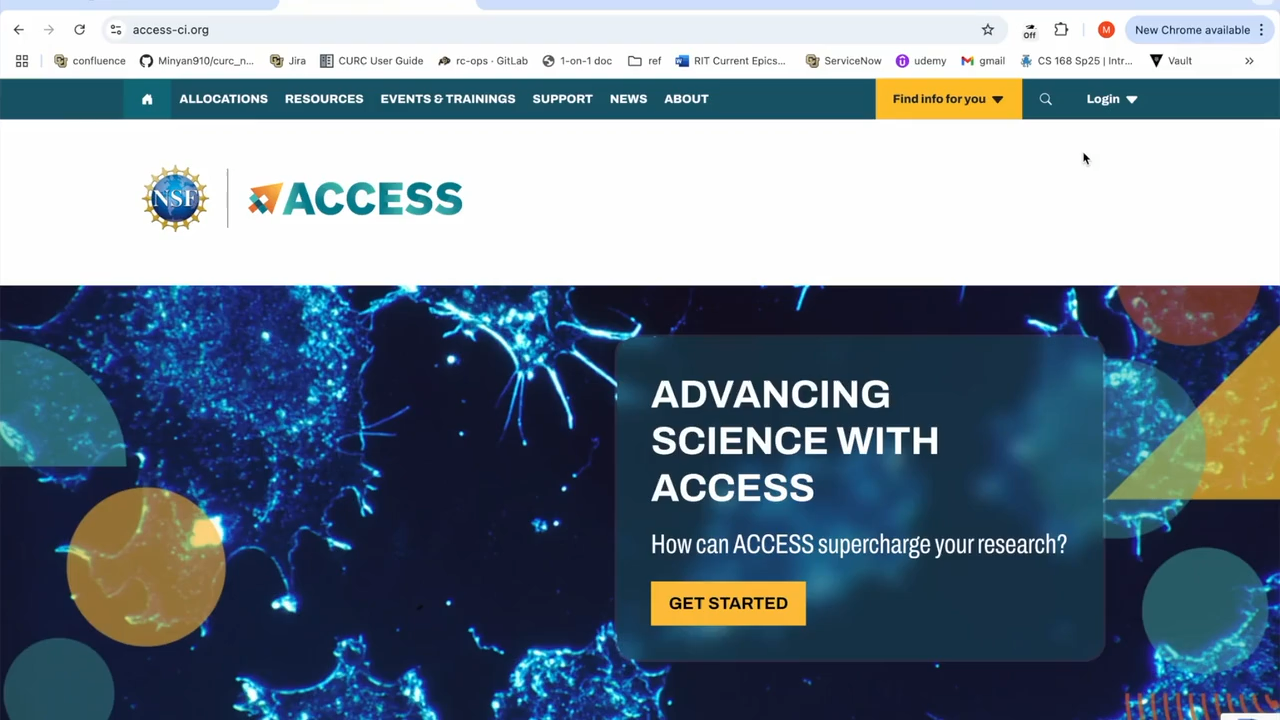 access-ci.org
Off
M
New Chrome available
confluence
Minyan910/curc_n...
Jira
CURC User Guide
rc-ops · GitLab
1-on-1 doc
ref
RIT Current Epics...
ServiceNow
udemy
gmail
CS 168 Sp25 | Intr...
Vault
»
ALLOCATIONS
RESOURCES
EVENTS & TRAININGS
SUPPORT
NEWS
ABOUT
Find info for you
Login
NSF
ACCESS
ADVANCING
SCIENCE WITH
ACCESS
How can ACCESS supercharge your research?
GET STARTED